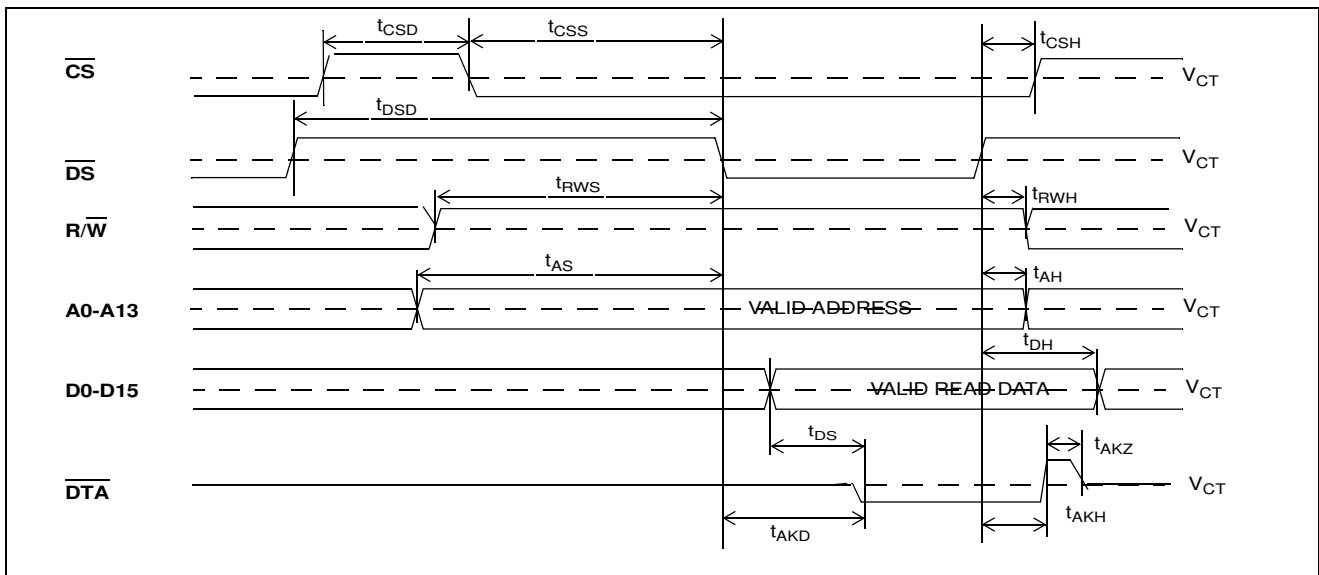 tCSD
tCSS
tCSH
CS
VCT
tDSD
DS
VCT
tRWS
tRWH
R/W
VCT
tAS
tAH
A0-A13
VALID ADDRESS
VCT
tDH
D0-D15
VALID READ DATA
VCT
tDS
tAKZ
DTA
VCT
tAKD
tAKH